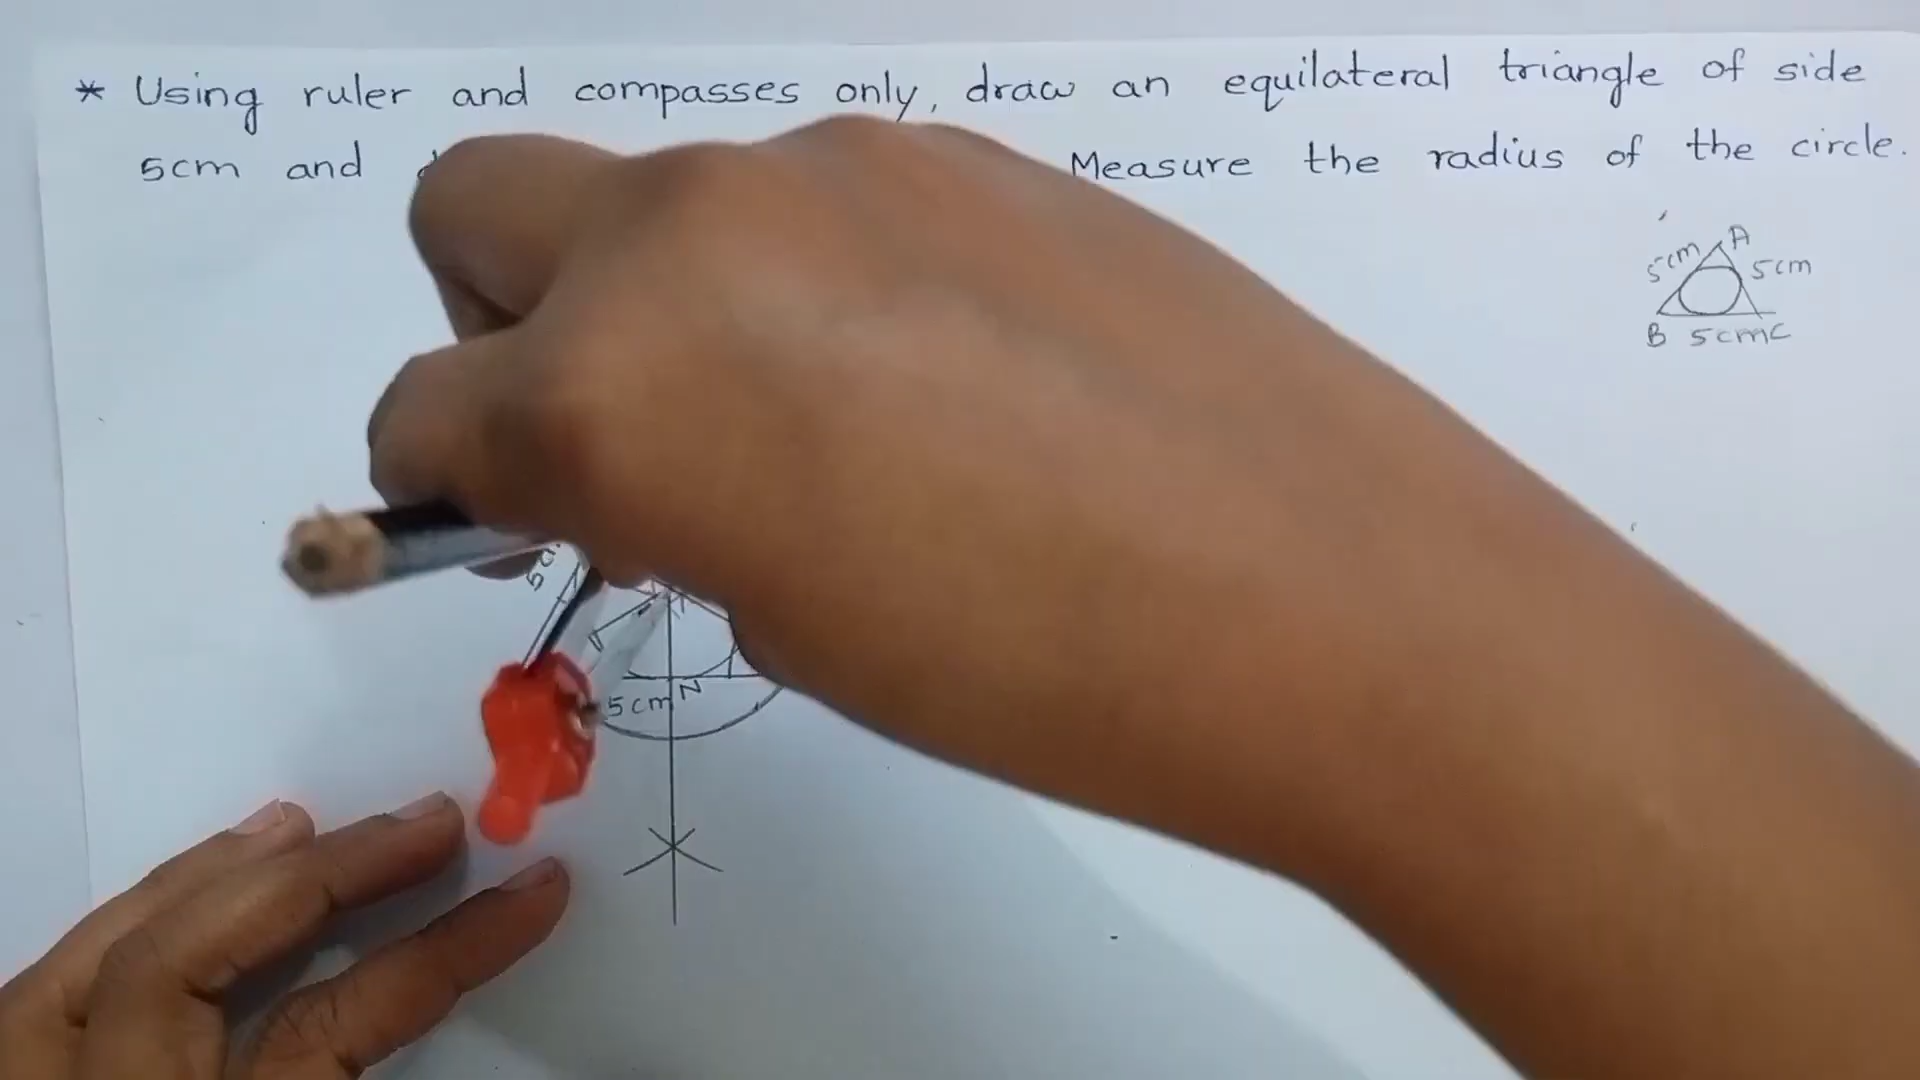 * Using ruler and compasses only, draw an equilateral triangle of side
5cm and Measure the radius of the circle.
A
5cm 5cm
B 5cm C
5cm N